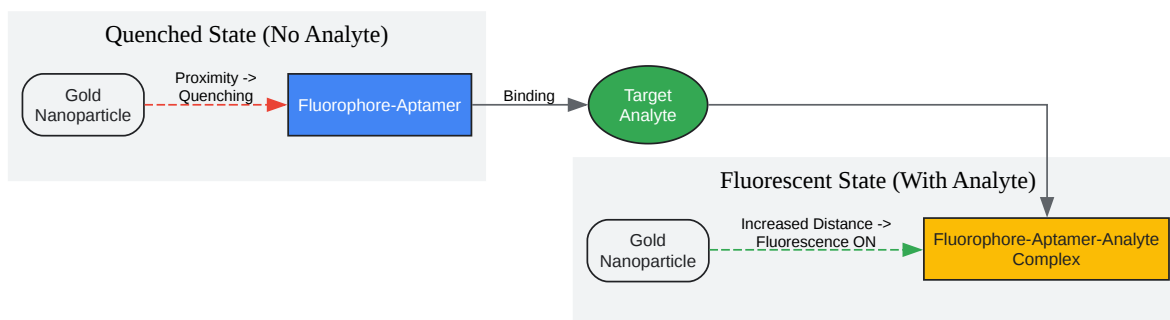 Quenched State (No Analyte)
Gold
Nanoparticle
Proximity ->
Quenching
Fluorophore-Aptamer
Binding
Target
Analyte
Fluorescent State (With Analyte)
Gold
Nanoparticle
Increased Distance ->
Fluorescence ON
Fluorophore-Aptamer-Analyte
Complex